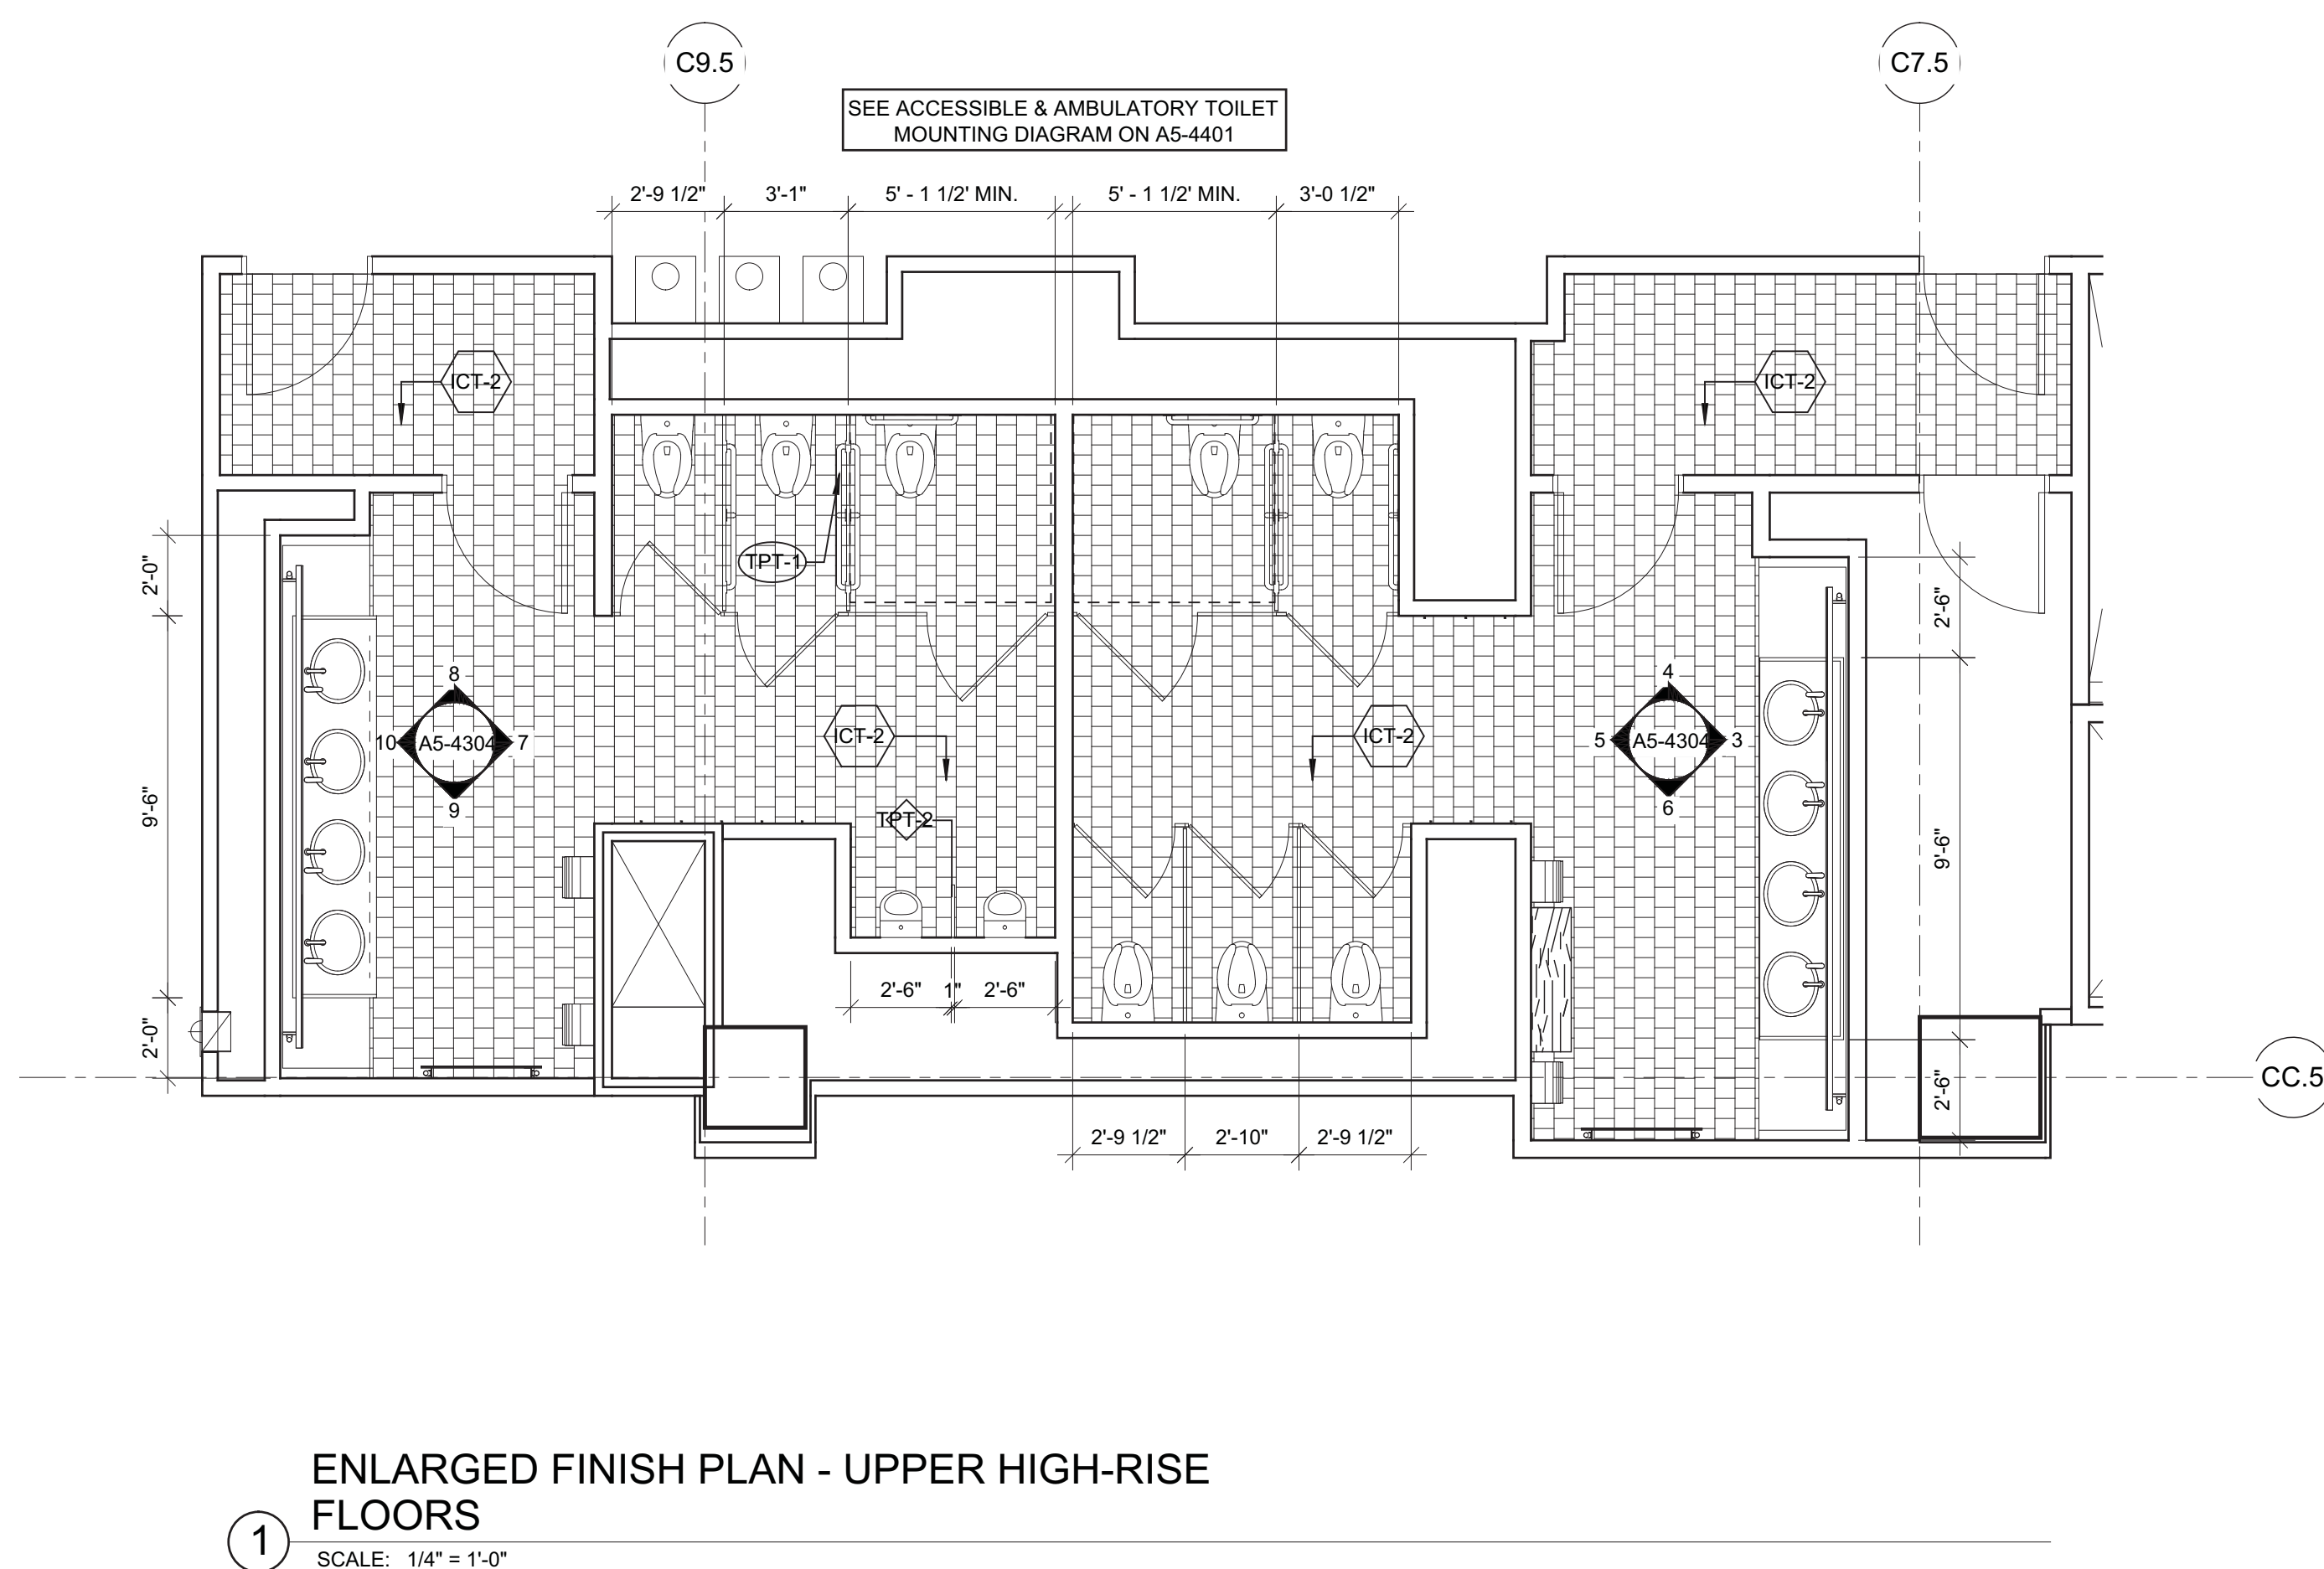 C9.5
C7.5
SEE ACCESSIBLE & AMBULATORY TOILET
MOUNTING DIAGRAM ON A5-4401
2'-9 1/2"
3'-1"
5' - 1 1/2' MIN.
5' - 1 1/2' MIN.
3'-0 1/2"
ICT-2
ICT-2
TPT-1
2'-0"
2'-6"
8
10
A5-4304
7
9
ICT-2
ICT-2
4
5
A5-4304
3
6
9'-6"
TPT-2
9'-6"
2'-6"
1"
2'-6"
2'-0"
2'-6"
CC.5
2'-9 1/2"
2'-10"
2'-9 1/2"
ENLARGED FINISH PLAN - UPPER HIGH-RISE
FLOORS
1
SCALE: 1/4" = 1'-0"